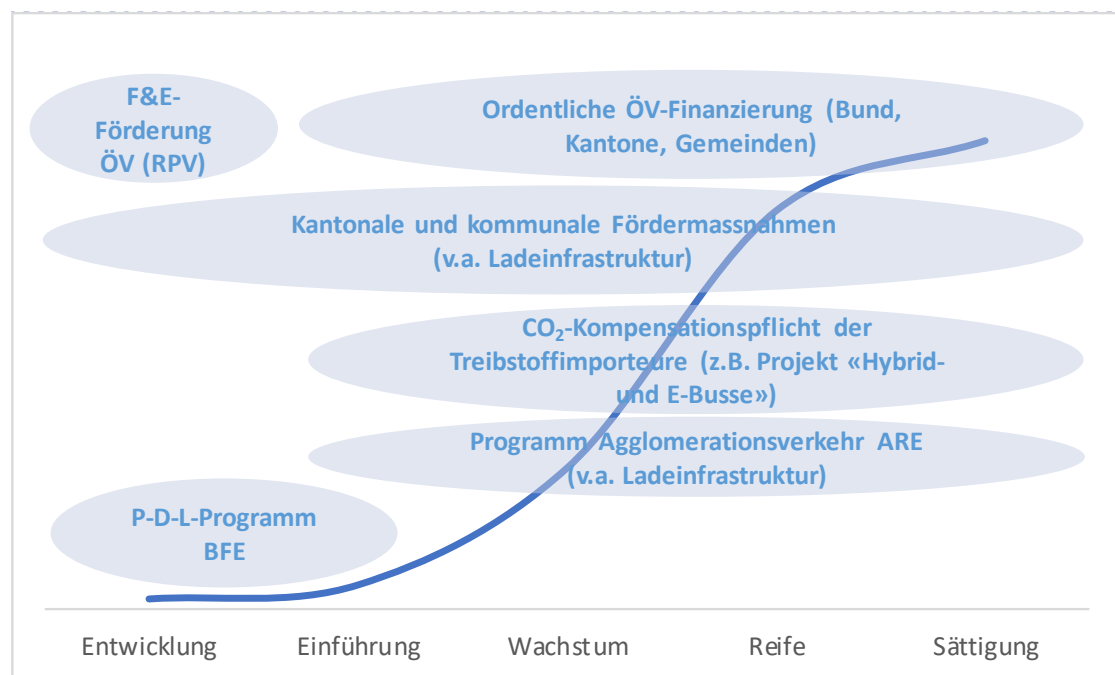 F&E-
Förderung
ÖV (RPV)
Ordentliche ÖV-Finanzierung (Bund,
Kantone, Gemeinden)
Kantonale und kommunale Fördermassnahmen
(v.a. Ladeinfrastruktur)
CO₂-Kompensationspflicht der
Treibstoffimporteure (z.B. Projekt «Hybrid-
und E-Busse»)
Programm Agglomerationsverkehr ARE
(v.a. Ladeinfrastruktur)
P-D-L-Programm
BFE
Entwicklung Einführung Wachstum Reife Sättigung